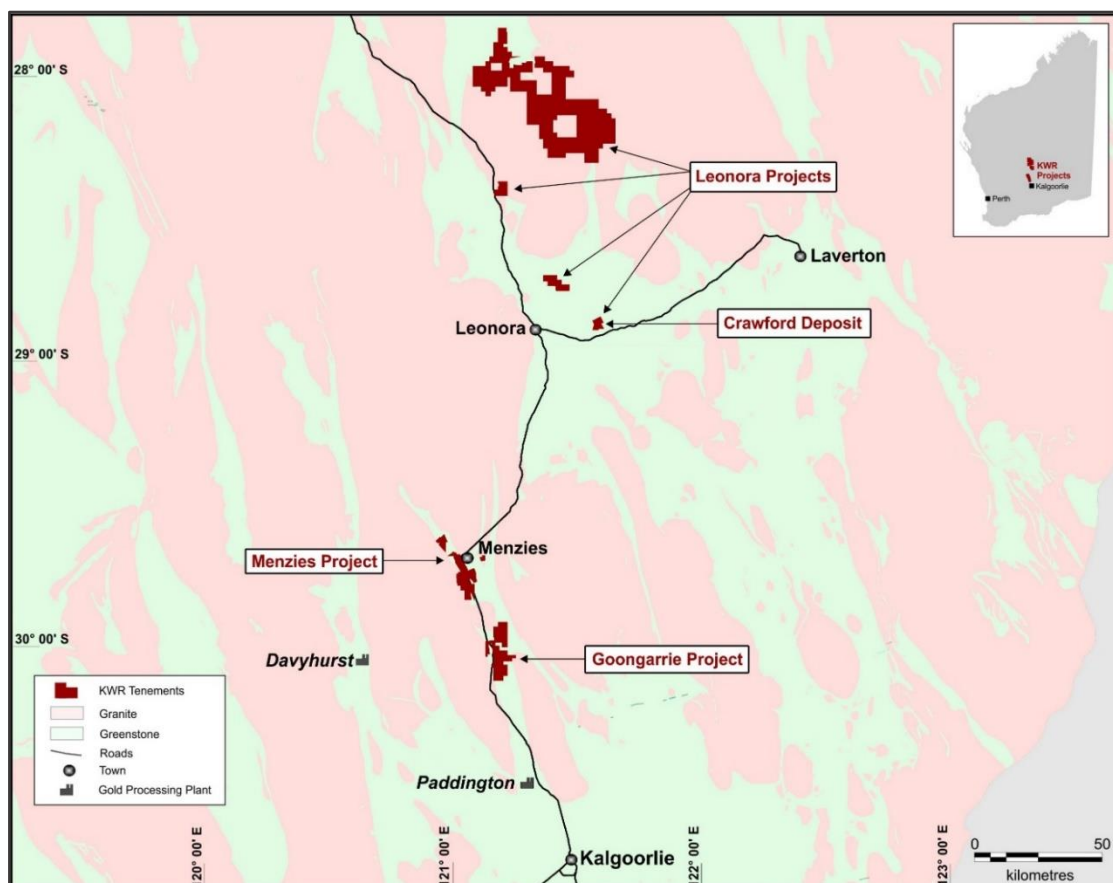 28° 00' S
KWR
Projects
Kalgoorlie
Perth
Leonora Projects
Laverton
Leonora
Crawford Deposit
29° 00' S
Menzies
Menzies Project
30° 00' S
Davyhurst
Goongarrie Project
KWR Tenements
Granite
Greenstone
Roads
Town
Gold Processing Plant
Paddington
120° 00' E
121° 00' E
122° 00' E
123° 00' E
Kalgoorlie
0 50
kilometres